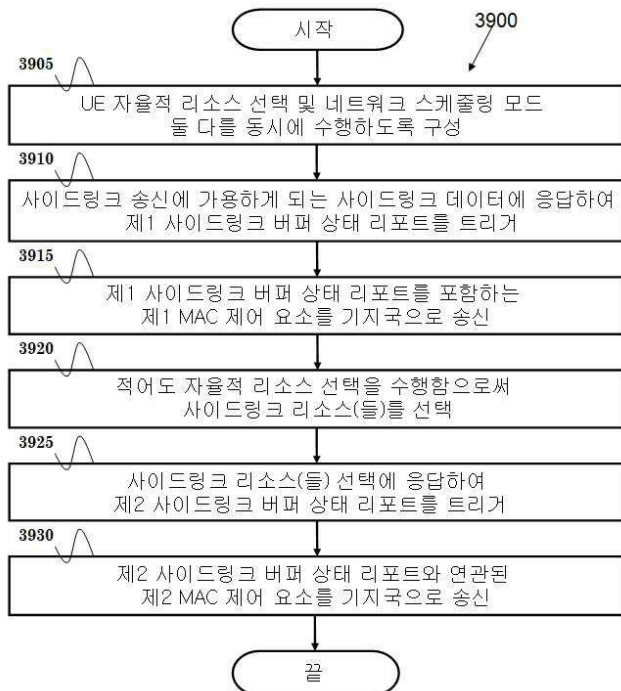 시작
3900
3905
UE 자율적 리소스 선택 및 네트워크 스케줄링 모드
둘 다를 동시에 수행하도록 구성
3910
사이드링크 송신에 가용하게 되는 사이드링크 데이터에 응답하여
제1 사이드링크 버퍼 상태 리포트를 트리거
3915
제1 사이드링크 버퍼 상태 리포트를 포함하는
제1 MAC 제어 요소를 기지국으로 송신
3920
적어도 자율적 리소스 선택을 수행함으로써
사이드링크 리소스(들)를 선택
3925
사이드링크 리소스(들) 선택에 응답하여
제2 사이드링크 버퍼 상태 리포트를 트리거
3930
제2 사이드링크 버퍼 상태 리포트와 연관된
제2 MAC 제어 요소를 기지국으로 송신
끝